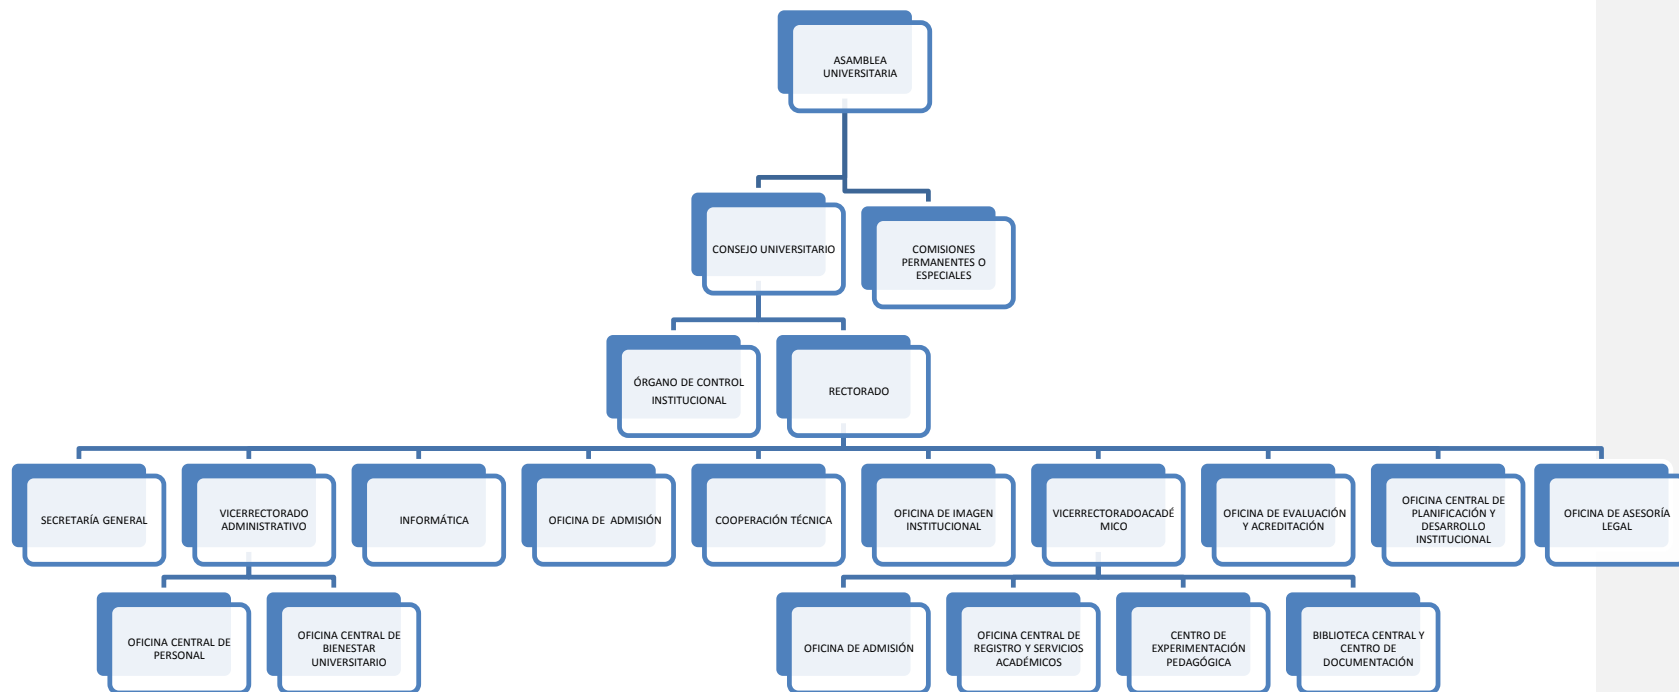 ASAMBLEA
UNIVERSITARIA
CONSEJO UNIVERSITARIO
COMISIONES
PERMANENTES O
ESPECIALES
ÓRGANO DE CONTROL
INSTITUCIONAL
RECTORADO
SECRETARÍA GENERAL
VICERRECTORADO
ADMINISTRATIVO
INFORMÁTICA
OFICINA DE ADMISIÓN
COOPERACIÓN TÉCNICA
OFICINA DE IMAGEN
INSTITUCIONAL
VICERRECTORADOACADÉ
MICO
OFICINA DE EVALUACIÓN
Y ACREDITACIÓN
OFICINA CENTRAL DE
PLANIFICACIÓN Y
DESARROLLO
INSTITUCIONAL
OFICINA DE ASESORÍA
LEGAL
OFICINA CENTRAL DE
PERSONAL
OFICINA CENTRAL DE
BIENESTAR
UNIVERSITARIO
OFICINA DE ADMISIÓN
OFICINA CENTRAL DE
REGISTRO Y SERVICIOS
ACADÉMICOS
CENTRO DE
EXPERIMENTACIÓN
PEDAGÓGICA
BIBLIOTECA CENTRAL Y
CENTRO DE
DOCUMENTACIÓN